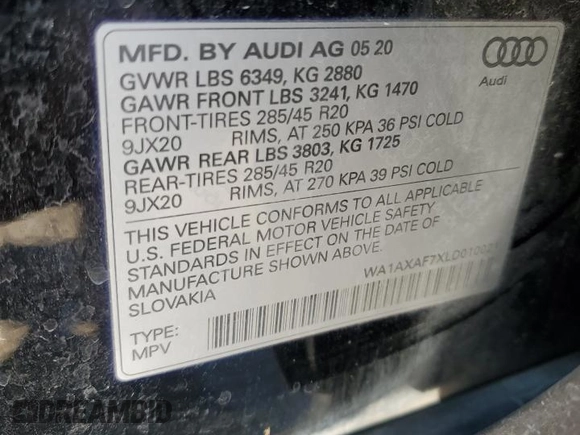 MFD. BY AUDI AG 05 20
GVWR LBS 6349, KG 2880
GAWR FRONT LBS 3241, KG 1470
FRONT-TIRES 285/45 R20
9JX20 RIMS, AT 250 KPA 36 PSI COLD
GAWR REAR LBS 3803, KG 1725
REAR-TIRES 285/45 R20
9JX20 RIMS, AT 270 KPA 39 PSI COLD
Audi
THIS VEHICLE CONFORMS TO ALL APPLICABLE
U.S. FEDERAL MOTOR VEHICLE SAFETY
STANDARDS IN EFFECT ON THE DATE OF
MANUFACTURE SHOWN ABOVE.
SLOVAKIA
TYPE:
MPV
DREAMBID